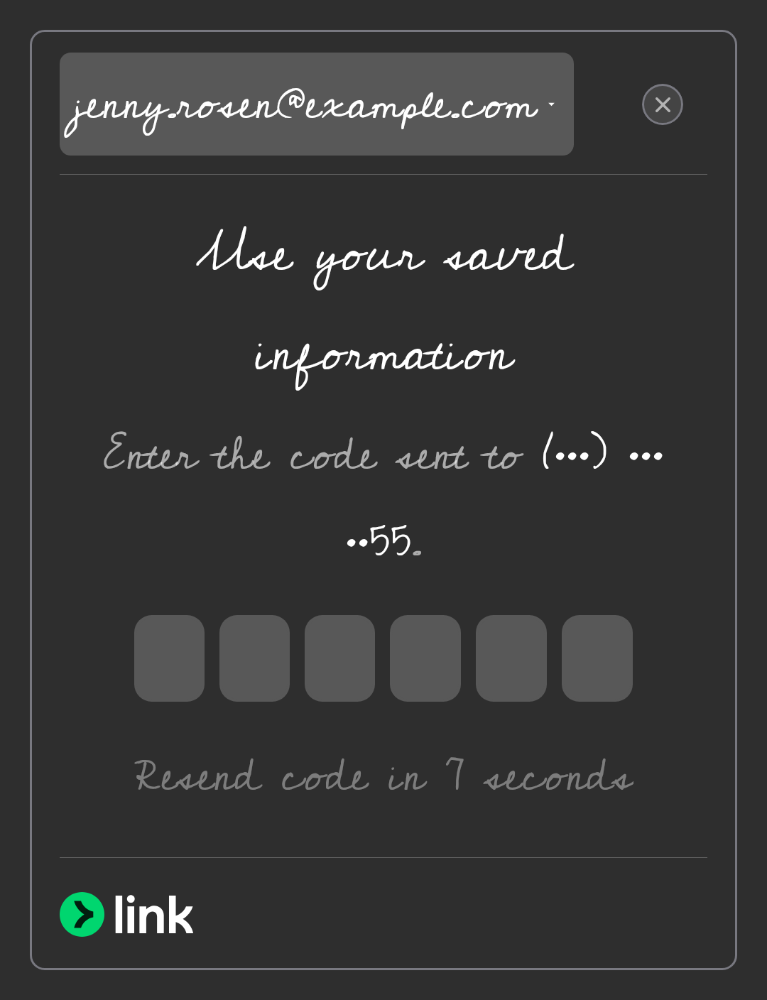 jenny.rosen@example.com
Use your saved
information
Enter the code sent to (•••) •••
••55.
Resend code in 7 seconds
link